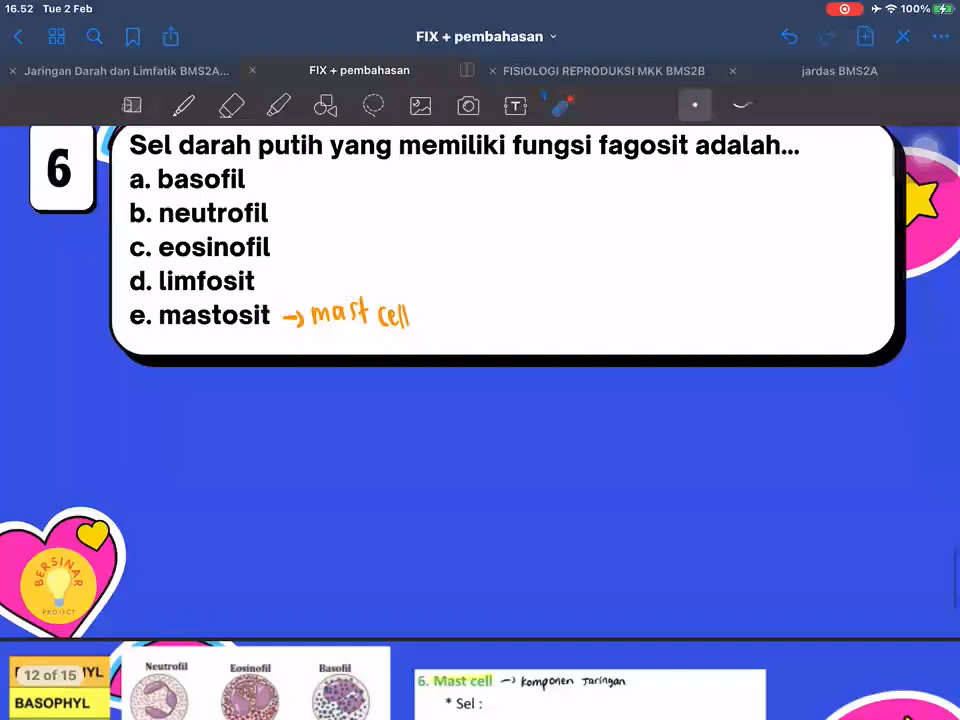 16.52 Tue 2 Feb
100%
FIX + pembahasan
Jaringan Darah dan Limfatik BMS2A...
FIX + pembahasan
FISIOLOGI REPRODUKSI MKK BMS2B
jardas BMS2A
6
Sel darah putih yang memiliki fungsi fagosit adalah...
a. basofil
b. neutrofil
c. eosinofil
d. limfosit
e. mastosit → mast cell
BERSINAR
PROJECT
12 of 15
YL
BASOPHYL
Neutrofil
Eosinofil
Basofil
6. Mast cell → komponen Jaringan
* Sel :